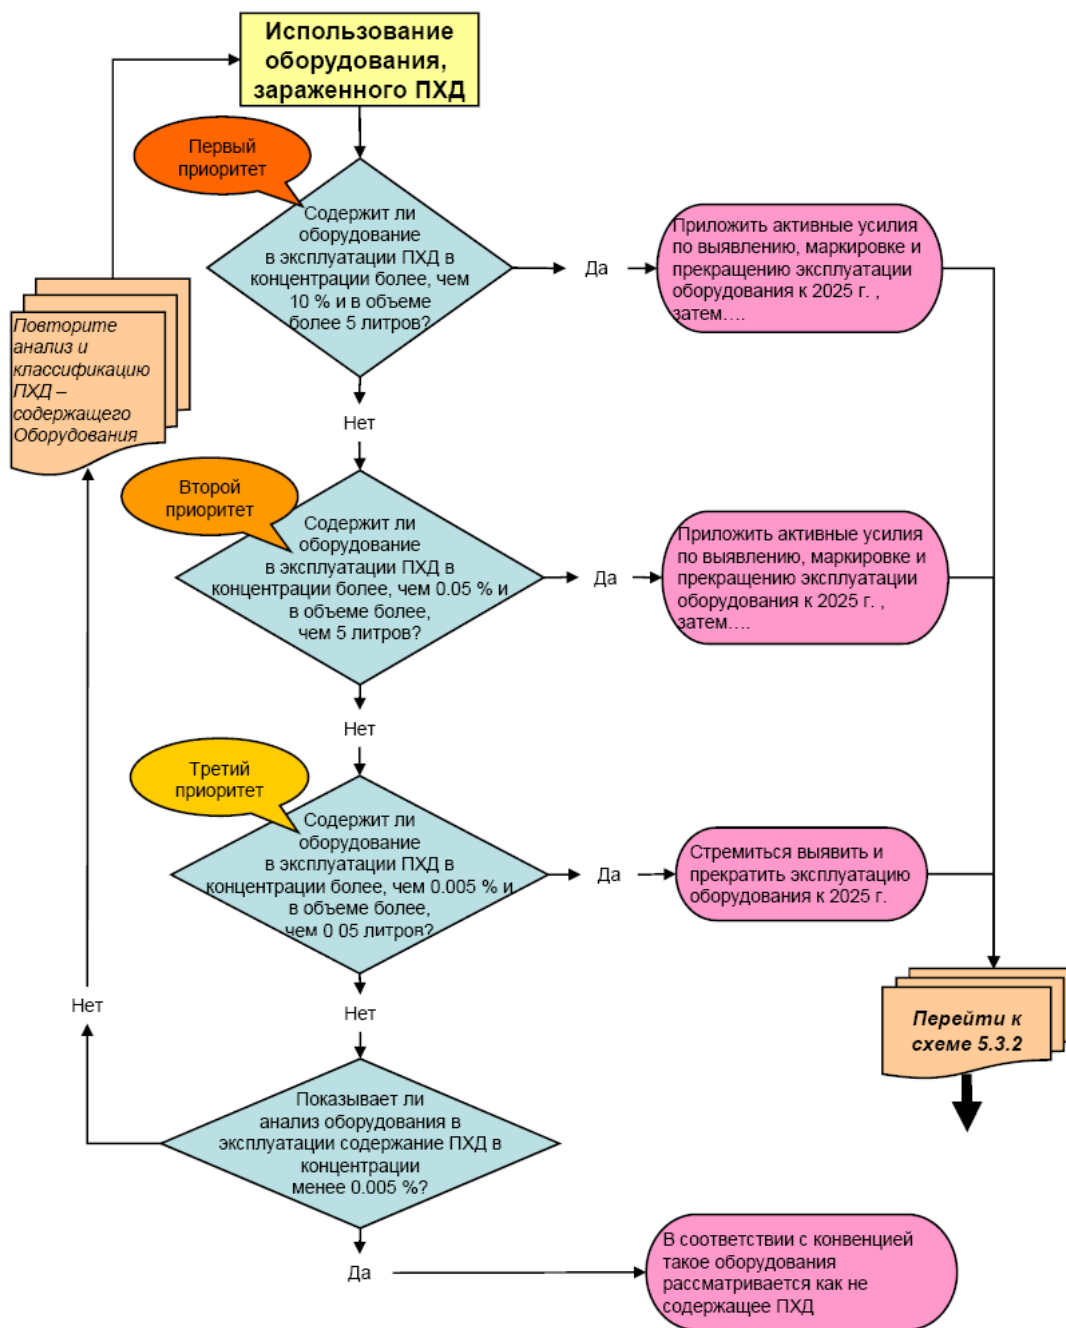 Использование
оборудования,
зараженного ПХД
Первый
приоритет
Содержит ли
оборудование
в эксплуатации ПХД в
концентрации более, чем
10 % и в объеме
более 5 литров?
Да
Приложить активные усилия
по выявлению, маркировке и
прекращению эксплуатации
оборудования к 2025 г. ,
затем....
Повторите
анализ и
классификацию
ПХД –
содержащего
Оборудования
Нет
Второй
приоритет
Содержит ли
оборудование
в эксплуатации ПХД в
концентрации более, чем 0.05 % и
в объеме более,
чем 5 литров?
Да
Приложить активные усилия
по выявлению, маркировке и
прекращению эксплуатации
оборудования к 2025 г. ,
затем....
Нет
Третий
приоритет
Содержит ли
оборудование
в эксплуатации ПХД в
концентрации более, чем 0.005 % и
в объеме более,
чем 0 05 литров?
Да
Стремиться выявить и
прекратить эксплуатацию
оборудования к 2025 г.
Нет
Нет
Перейти к
схеме 5.3.2
Показывает ли
анализ оборудования в
эксплуатации содержание ПХД в
концентрации
менее 0.005 %?
Да
В соответствии с конвенцией
такое оборудования
рассматривается как не
содержащее ПХД